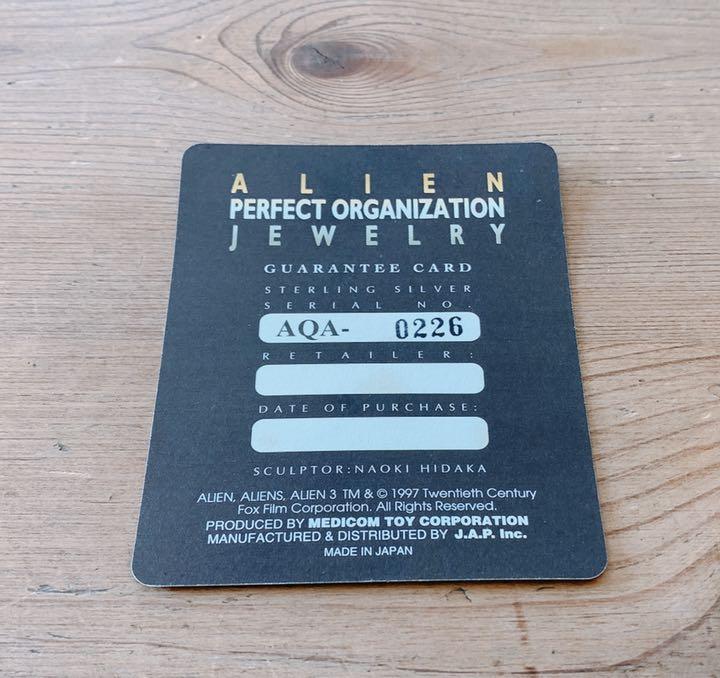 ALIEN
PERFECT ORGANIZATION
JEWELRY
GUARANTEE CARD
STERLING SILVER
SERIAL NO.
AQA- 0226
RETAILER:
DATE OF PURCHASE:
SCULPTOR:NAOKI HIDAKA
ALIEN, ALIENS, ALIEN 3 TM & © 1997 Twentieth Century
Fox Film Corporation. All Rights Reserved.
PRODUCED BY MEDICOM TOY CORPORATION
MANUFACTURED & DISTRIBUTED BY J.A.P. Inc.
MADE IN JAPAN